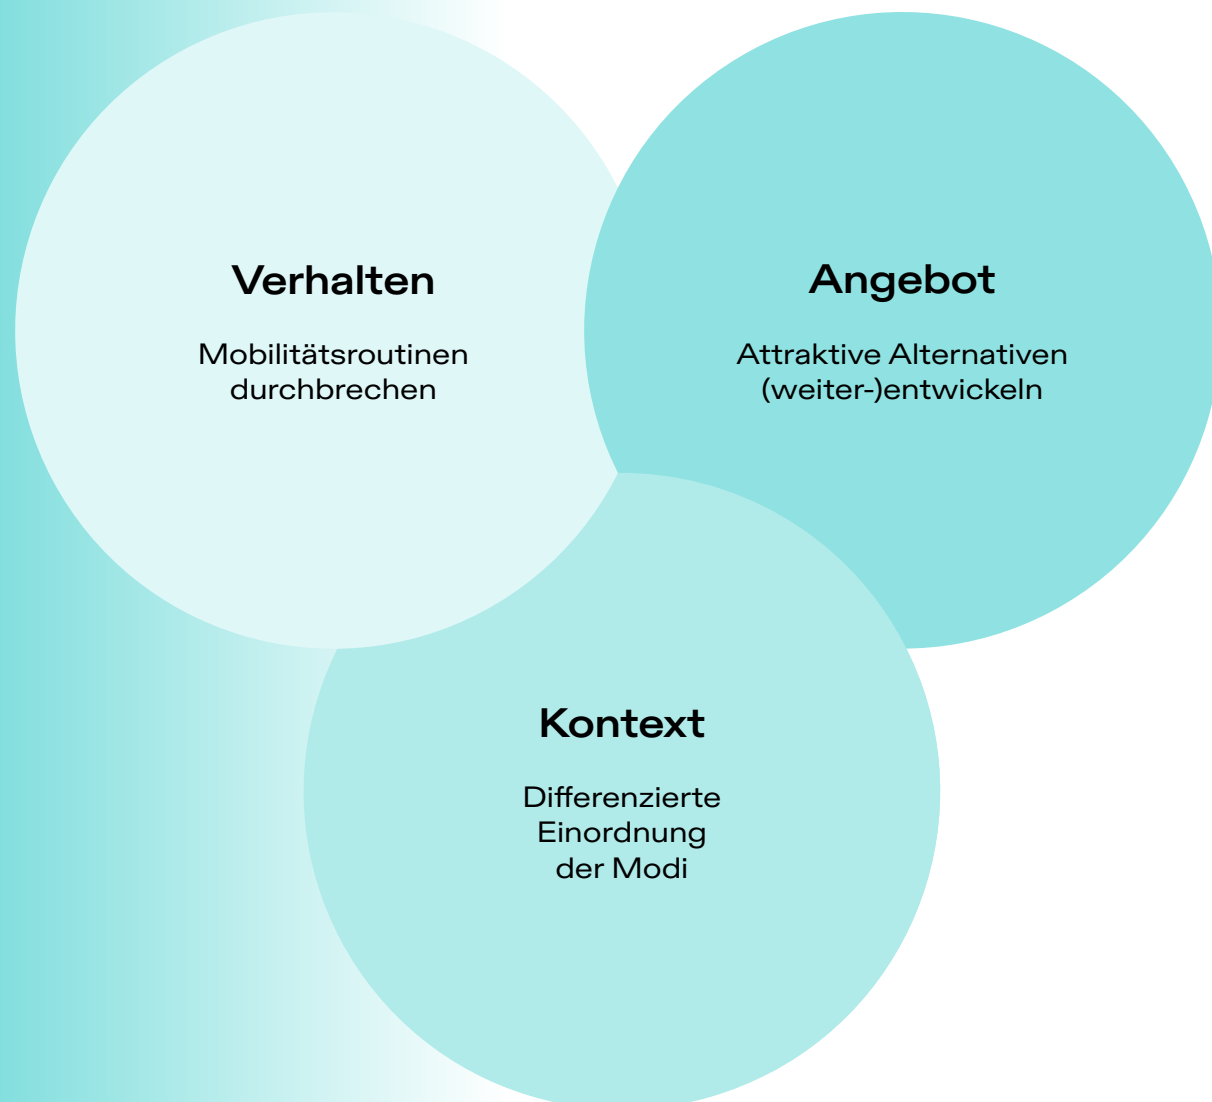 Verhalten
Mobilitätsroutinen
durchbrechen
Angebot
Attraktive Alternativen
(weiter-)entwickeln
Kontext
Differenzierte
Einordnung
der Modi